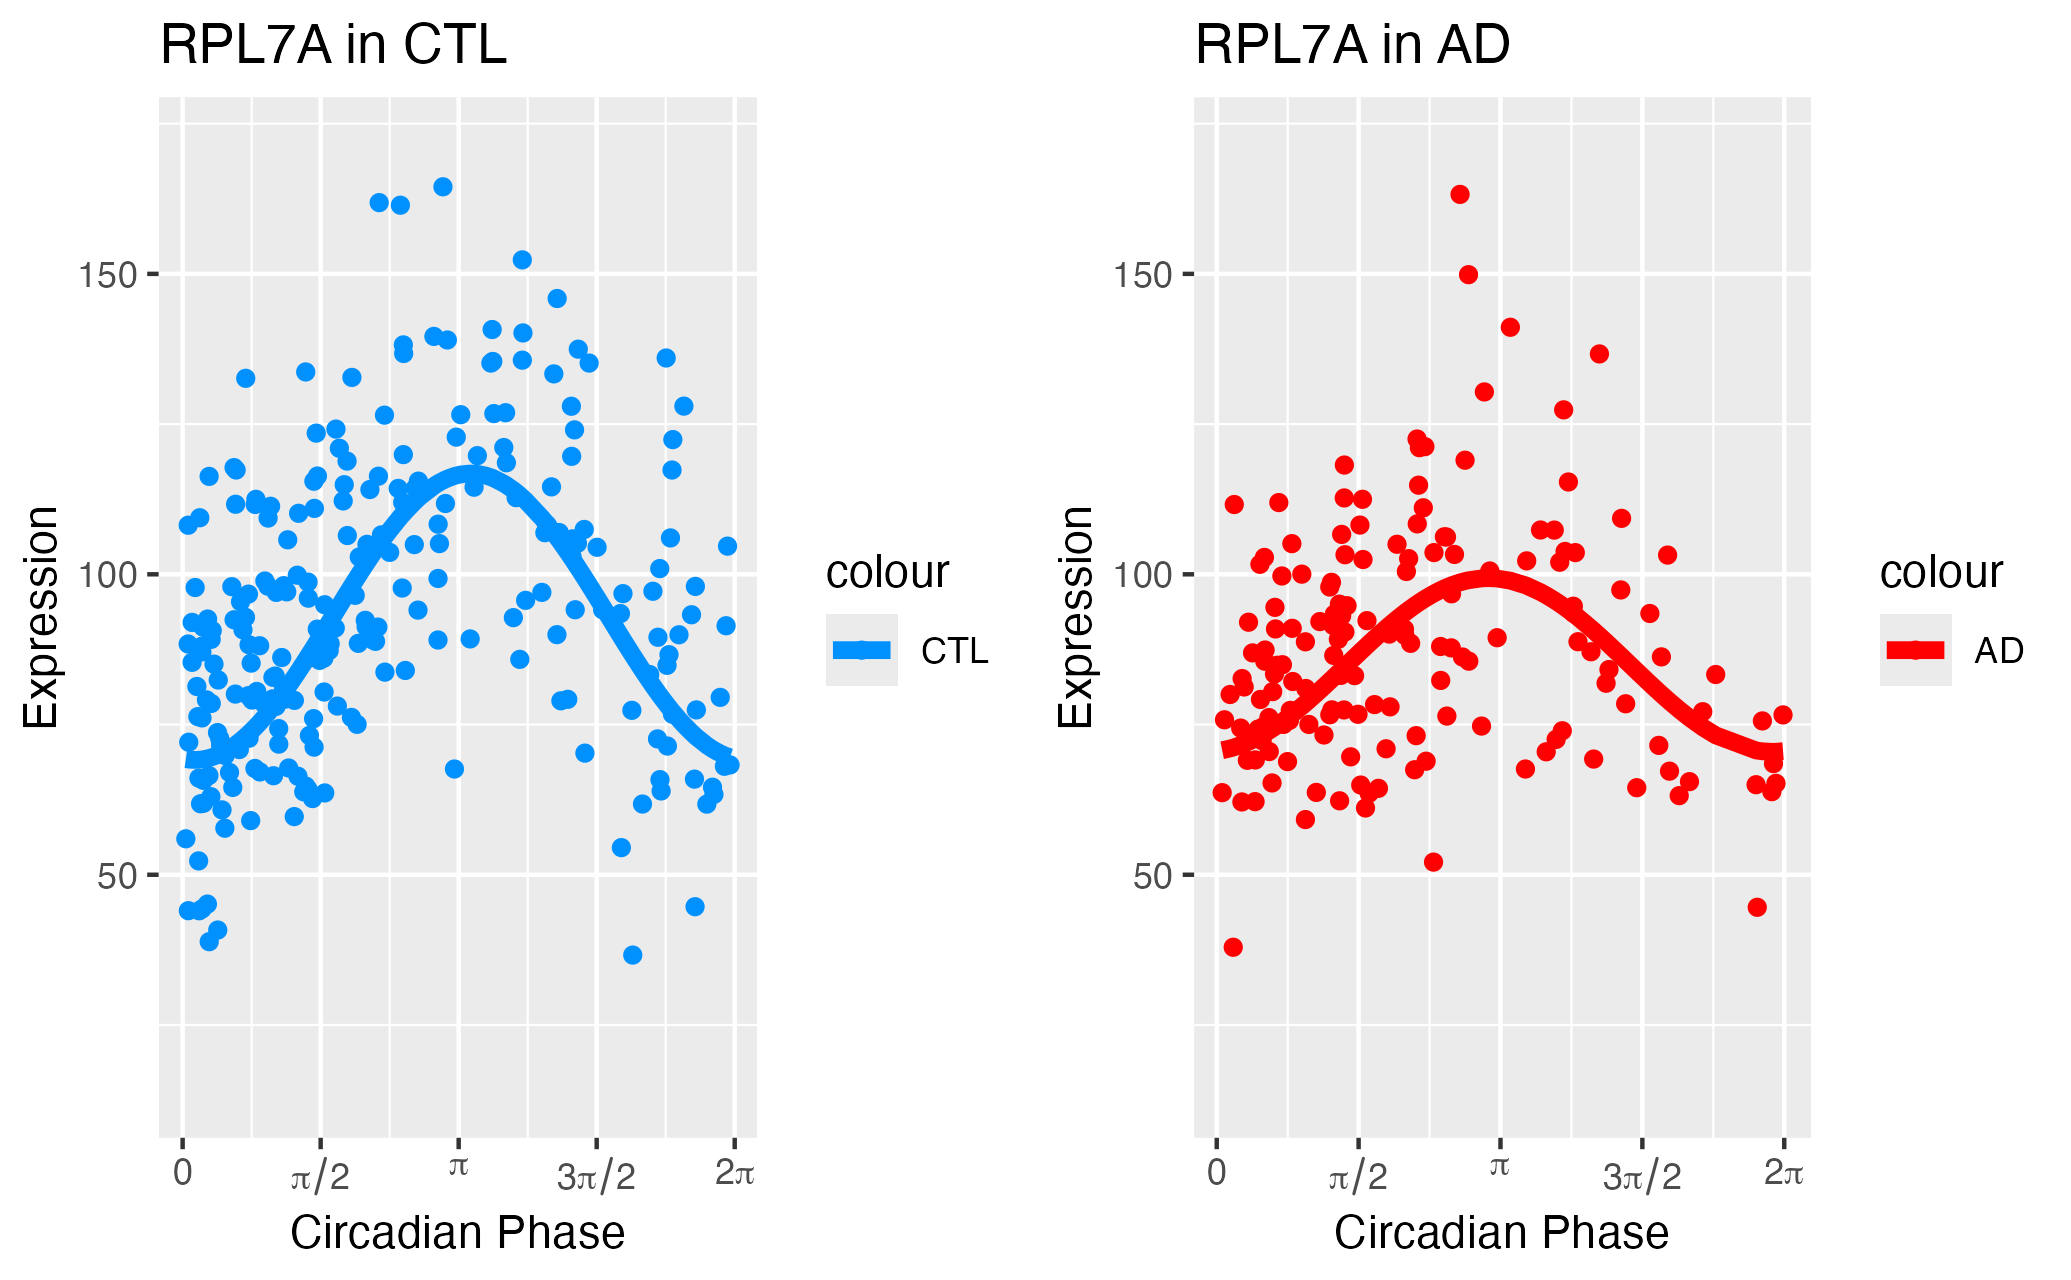 RPL7A in CTL
Expression
150
100
50
0
π/2
π
3π/2
2π
Circadian Phase
colour
CTL
RPL7A in AD
Expression
150
100
50
0
π/2
π
3π/2
2π
Circadian Phase
colour
AD